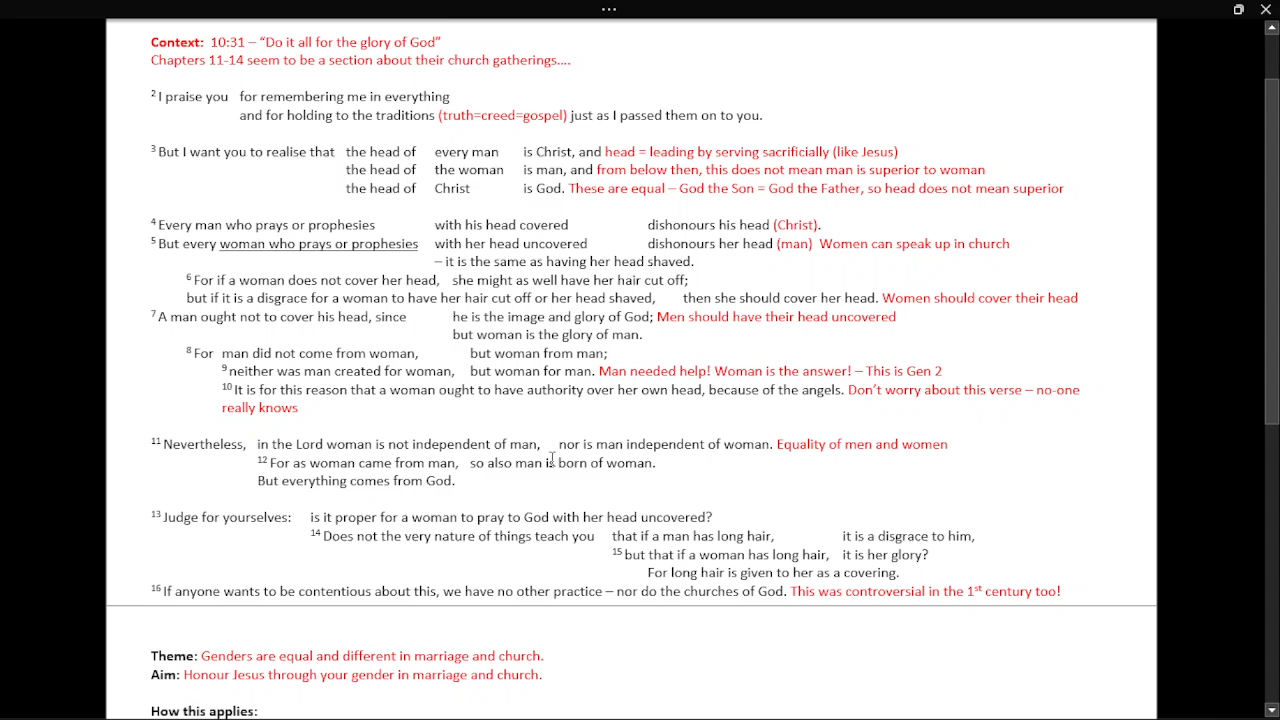 Context: 10:31 – “Do it all for the glory of God”
Chapters 11-14 seem to be a section about their church gatherings....
2 I praise you for remembering me in everything
and for holding to the traditions (truth=creed=gospel) just as I passed them on to you.
3 But I want you to realise that the head of every man is Christ, and head = leading by serving sacrificially (like Jesus)
the head of the woman is man, and from below then, this does not mean man is superior to woman
the head of Christ is God. These are equal – God the Son = God the Father, so head does not mean superior
4 Every man who prays or prophesies with his head covered dishonours his head (Christ).
5 But every woman who prays or prophesies with her head uncovered dishonours her head (man) Women can speak up in church
– it is the same as having her head shaved.
6 For if a woman does not cover her head, she might as well have her hair cut off;
but if it is a disgrace for a woman to have her hair cut off or her head shaved, then she should cover her head. Women should cover their head
7 A man ought not to cover his head, since he is the image and glory of God; Men should have their head uncovered
but woman is the glory of man.
8 For man did not come from woman, but woman from man;
9 neither was man created for woman, but woman for man. Man needed help! Woman is the answer! – This is Gen 2
10 It is for this reason that a woman ought to have authority over her own head, because of the angels. Don’t worry about this verse – no-one
really knows
11 Nevertheless, in the Lord woman is not independent of man, nor is man independent of woman. Equality of men and women
12 For as woman came from man, so also man is born of woman.
But everything comes from God.
13 Judge for yourselves: is it proper for a woman to pray to God with her head uncovered?
14 Does not the very nature of things teach you that if a man has long hair, it is a disgrace to him,
15 but that if a woman has long hair, it is her glory?
For long hair is given to her as a covering.
16 If anyone wants to be contentious about this, we have no other practice – nor do the churches of God. This was controversial in the 1st century too!
Theme: Genders are equal and different in marriage and church.
Aim: Honour Jesus through your gender in marriage and church.
How this applies: